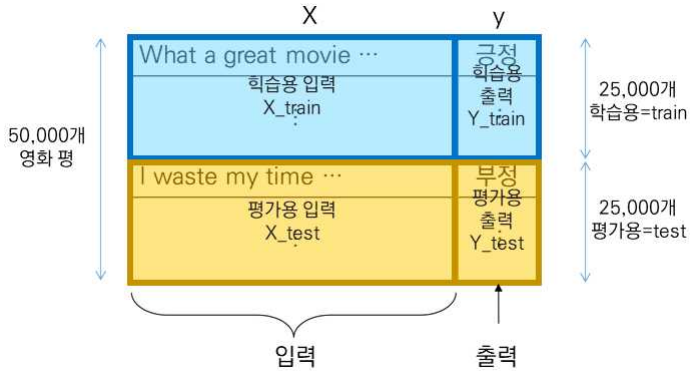 X
y
What a great movie ⋯
긍정
학습용 입력
X_train
⋮
학습용
출력
Y_train
25,000개
학습용=train
50,000개
영화 평
I waste my time ⋯
부정
평가용 입력
X_test
⋮
평가용
출력
Y_test
25,000개
평가용=test
입력
출력